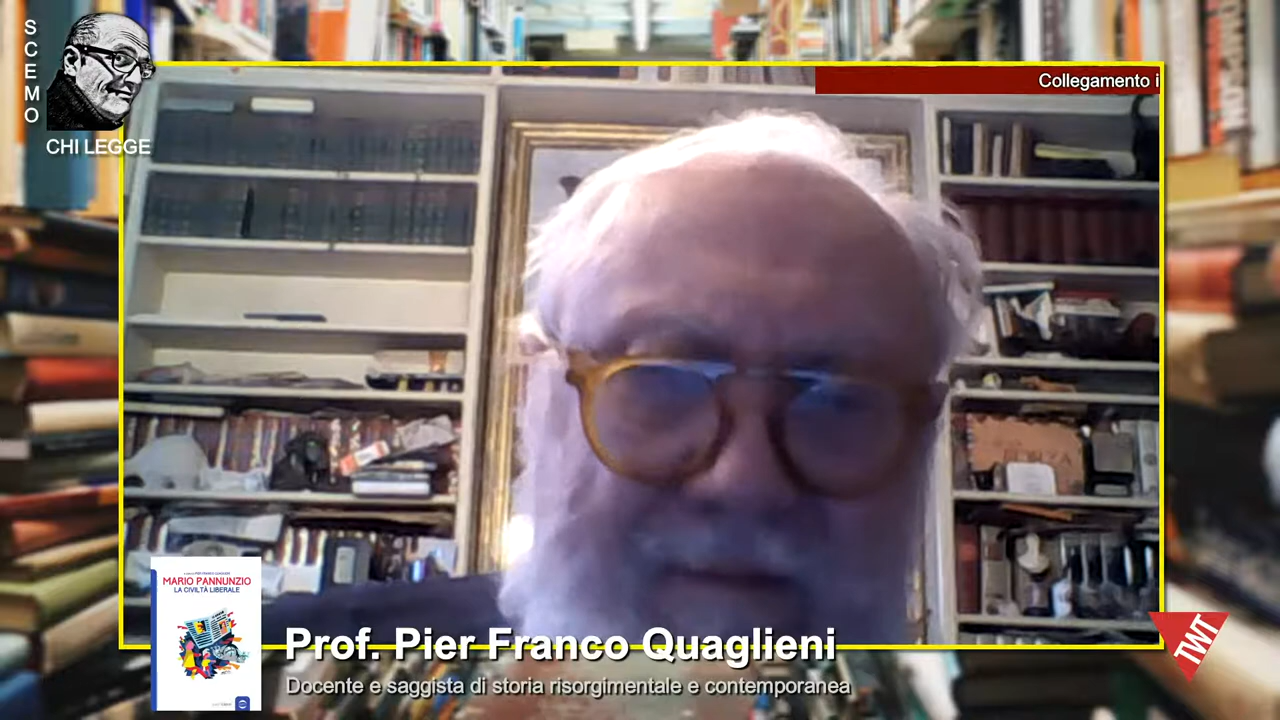 SCEMO
CHI LEGGE
Collegamento i
MARIO PANNUNZIO
LA CIVILTÀ LIBERALE
Prof. Pier Franco Quaglieni
Docente e saggista di storia risorgimentale e contemporanea
TWT